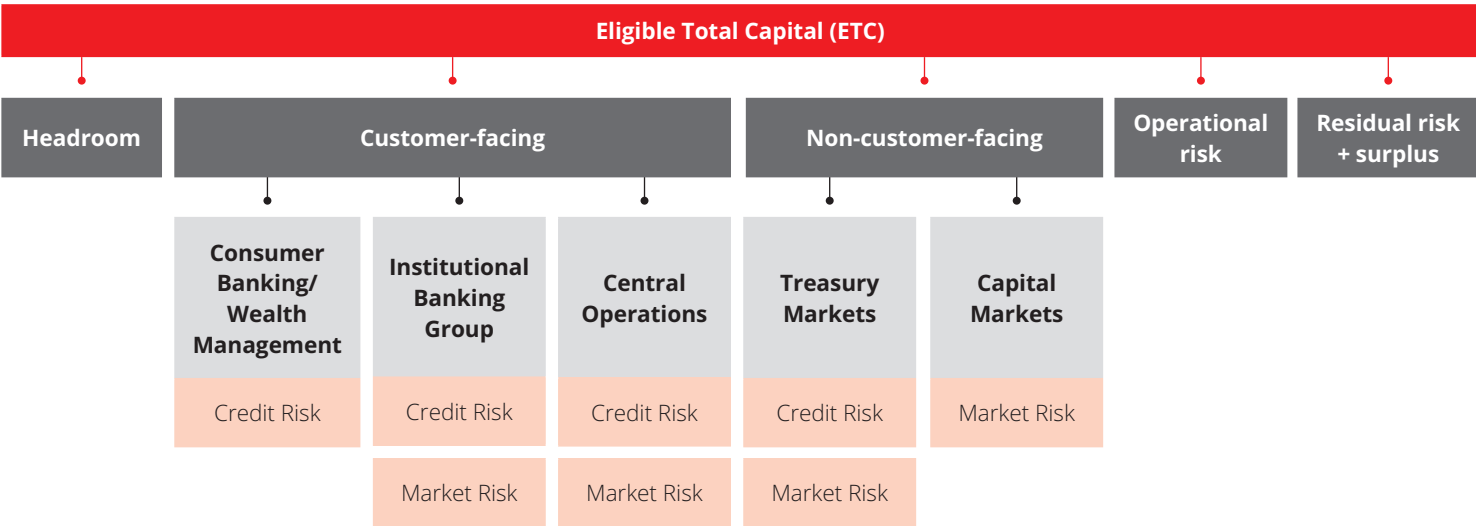 Eligible Total Capital (ETC)
Headroom
Customer-facing
Non-customer-facing
Operational
risk
Residual risk
+ surplus
Consumer
Banking/
Wealth
Management
Institutional
Banking
Group
Central
Operations
Treasury
Markets
Capital
Markets
Credit Risk
Credit Risk
Credit Risk
Credit Risk
Market Risk
Market Risk
Market Risk
Market Risk